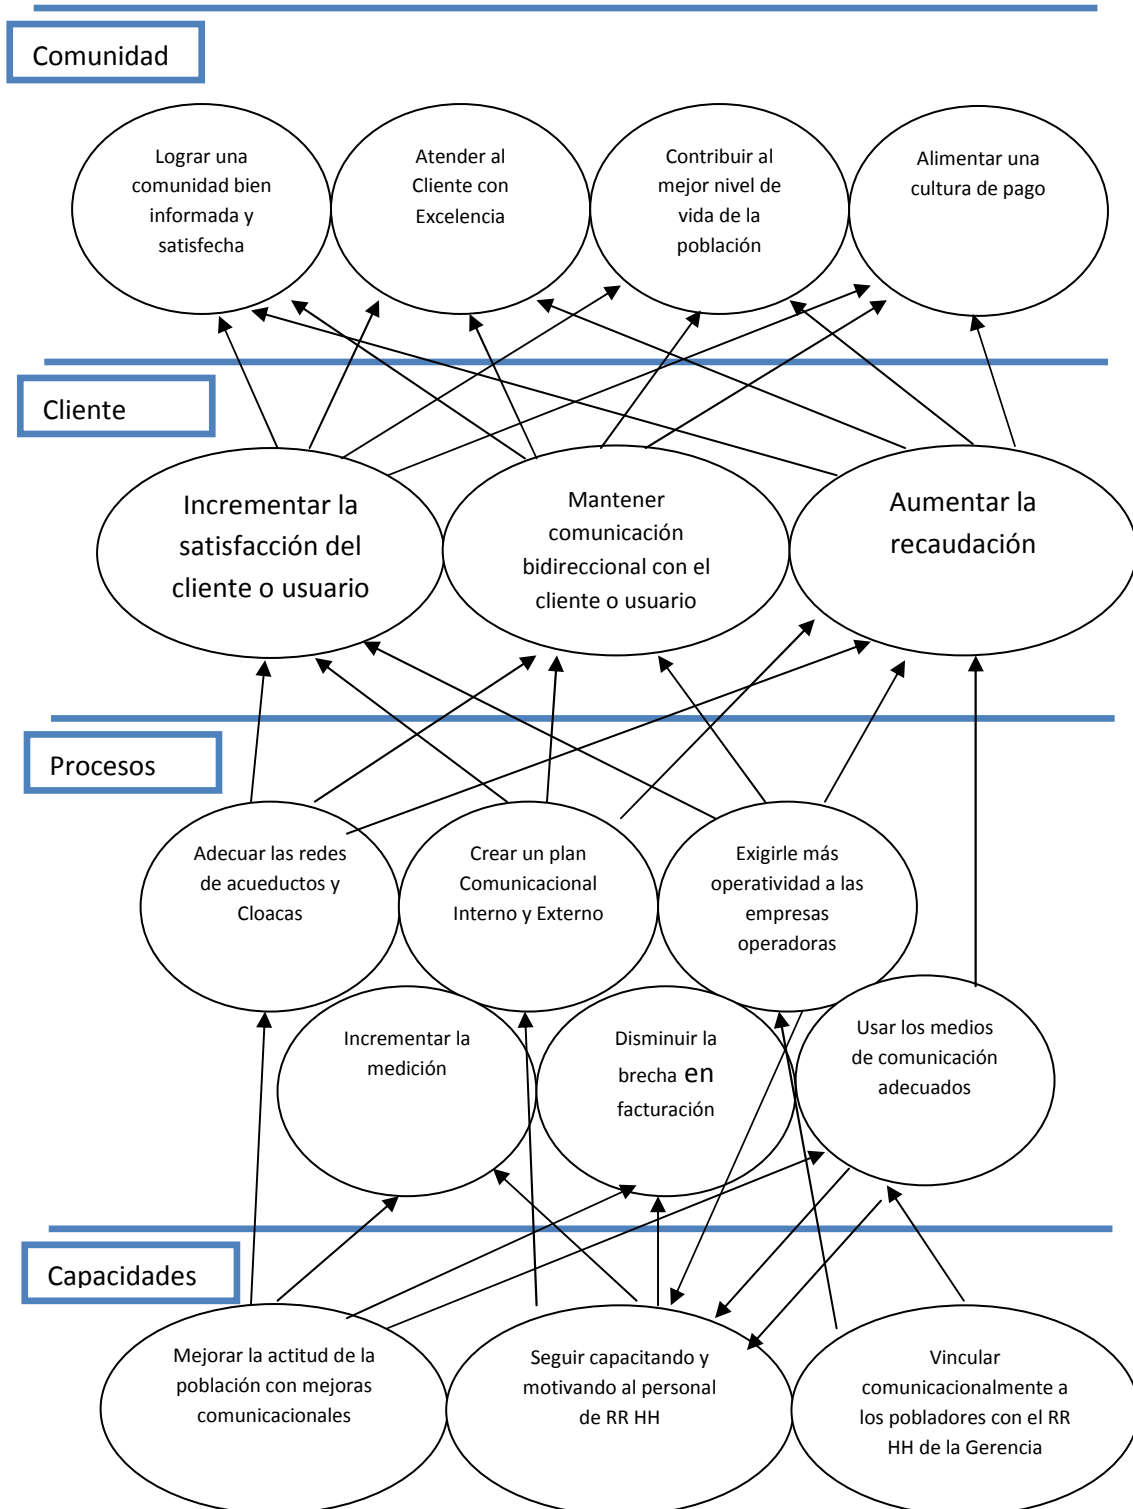 Comunidad
Lograr una
comunidad bien
informada y
satisfecha
Atender al
Cliente con
Excelencia
Contribuir al
mejor nivel de
vida de la
población
Alimentar una
cultura de pago
Cliente
Incrementar la
satisfacción del
cliente o usuario
Mantener
comunicación
bidireccional con el
cliente o usuario
Aumentar la
recaudación
Procesos
Adecuar las redes
de acueductos y
Cloacas
Crear un plan
Comunicacional
Interno y Externo
Exigirle más
operatividad a las
empresas
operadoras
Incrementar la
medición
Disminuir la
brecha en
facturación
Usar los medios
de comunicación
adecuados
Capacidades
Mejorar la actitud de la
población con mejoras
comunicacionales
Seguir capacitando y
motivando al personal
de RR HH
Vincular
comunicacionalmente a
los pobladores con el RR
HH de la Gerencia